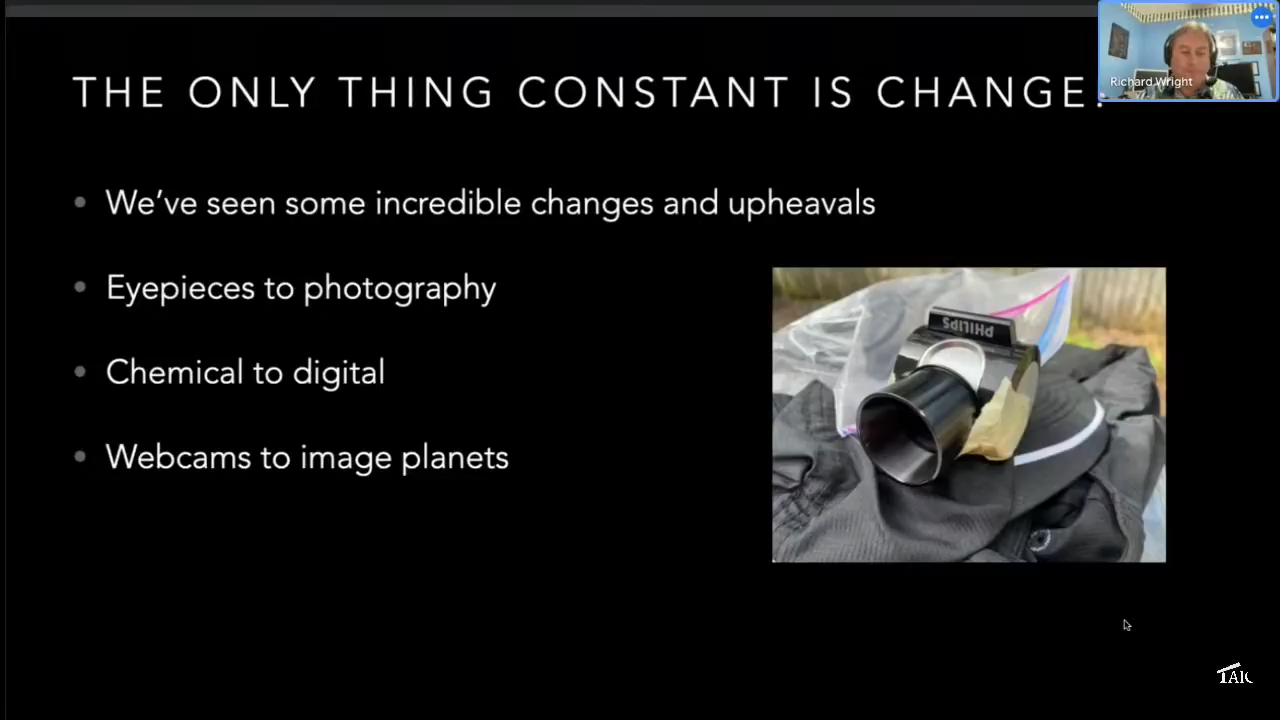 THE ONLY THING CONSTANT IS CHANGE.
Richard Wright
We've seen some incredible changes and upheavals
Eyepieces to photography
PHILIPS
Chemical to digital
Webcams to image planets
TAIC